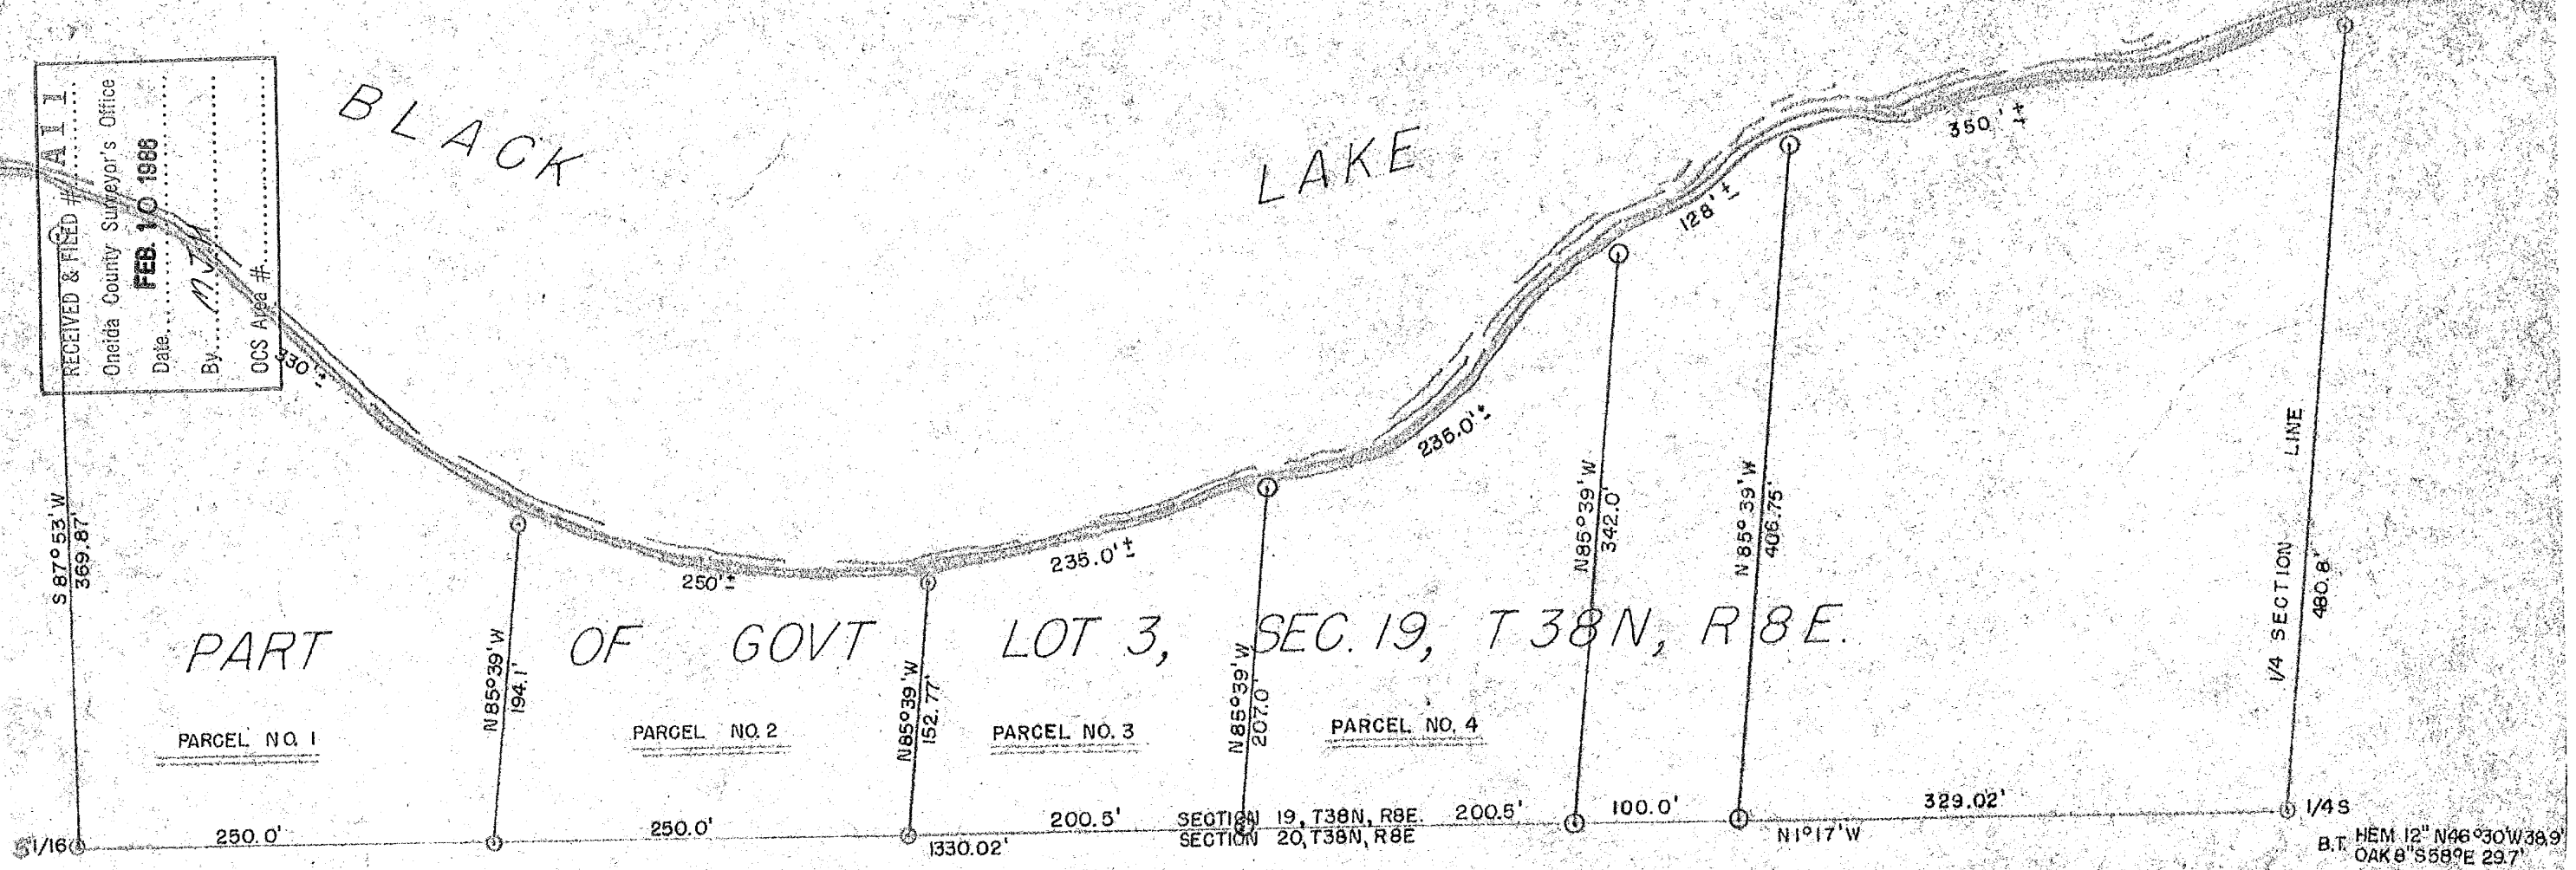 RECEIVED & FILED # A11
Oneida County Surveyor's Office
Date FEB. 10 1986
By MJH
OCS Area #
BLACK
LAKE
330'±
250'±
235.0'±
235.0'±
128'±
350'±
S 87°53'W
369.87'
N85°39'W
194.1'
N85°39'W
152.77'
N85°39'W
207.0'
N85°39'W
342.0'
N85°39'W
406.75'
1/4 SECTION LINE
480.8'
PART OF GOVT LOT 3, SEC. 19, T 38N, R 8E.
PARCEL NO. 1
PARCEL NO. 2
PARCEL NO. 3
PARCEL NO. 4
S1/16
250.0'
250.0'
200.5'
SECTION 19, T38N, R8E.
200.5'
100.0'
329.02'
1/4 S
1330.02'
SECTION 20, T38N, R8E
N1°17'W
B.T. HEM 12" N46°30'W38.9'
OAK 8" S58°E 29.7'